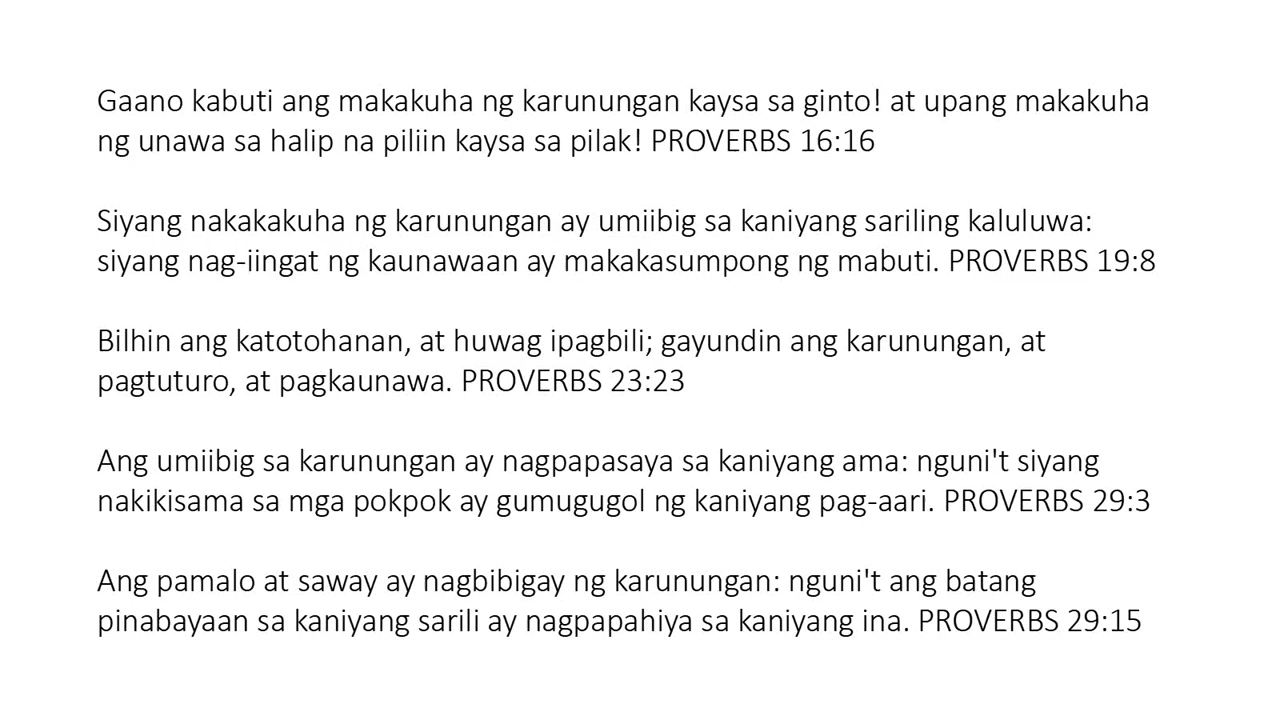 Gaano kabuti ang makakuha ng karunungan kaysa sa ginto! at upang makakuha
ng unawa sa halip na piliin kaysa sa pilak! PROVERBS 16:16
Siyang nakakakuha ng karunungan ay umiibig sa kaniyang sariling kaluluwa:
siyang nag-iingat ng kaunawaan ay makakasumpong ng mabuti. PROVERBS 19:8
Bilhin ang katotohanan, at huwag ipagbili; gayundin ang karunungan, at
pagtuturo, at pagkaunawa. PROVERBS 23:23
Ang umiibig sa karunungan ay nagpapasaya sa kaniyang ama: nguni't siyang
nakikisama sa mga pokpok ay gumugugol ng kaniyang pag-aari. PROVERBS 29:3
Ang pamalo at saway ay nagbibigay ng karunungan: nguni't ang batang
pinabayaan sa kaniyang sarili ay nagpapahiya sa kaniyang ina. PROVERBS 29:15